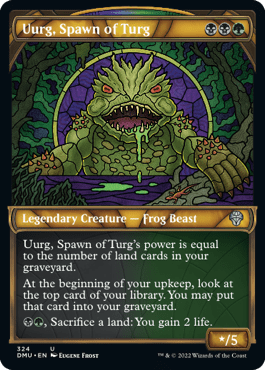 Uurg, Spawn of Turg
Legendary Creature — Frog Beast
Uurg, Spawn of Turg's power is equal
to the number of land cards in your
graveyard.
At the beginning of your upkeep, look at
the top card of your library. You may put
that card into your graveyard.
Sacrifice a land: You gain 2 life.
*/5
324 U
DMU • EN EUGENE FROST ™ & © 2022 Wizards of the Coast